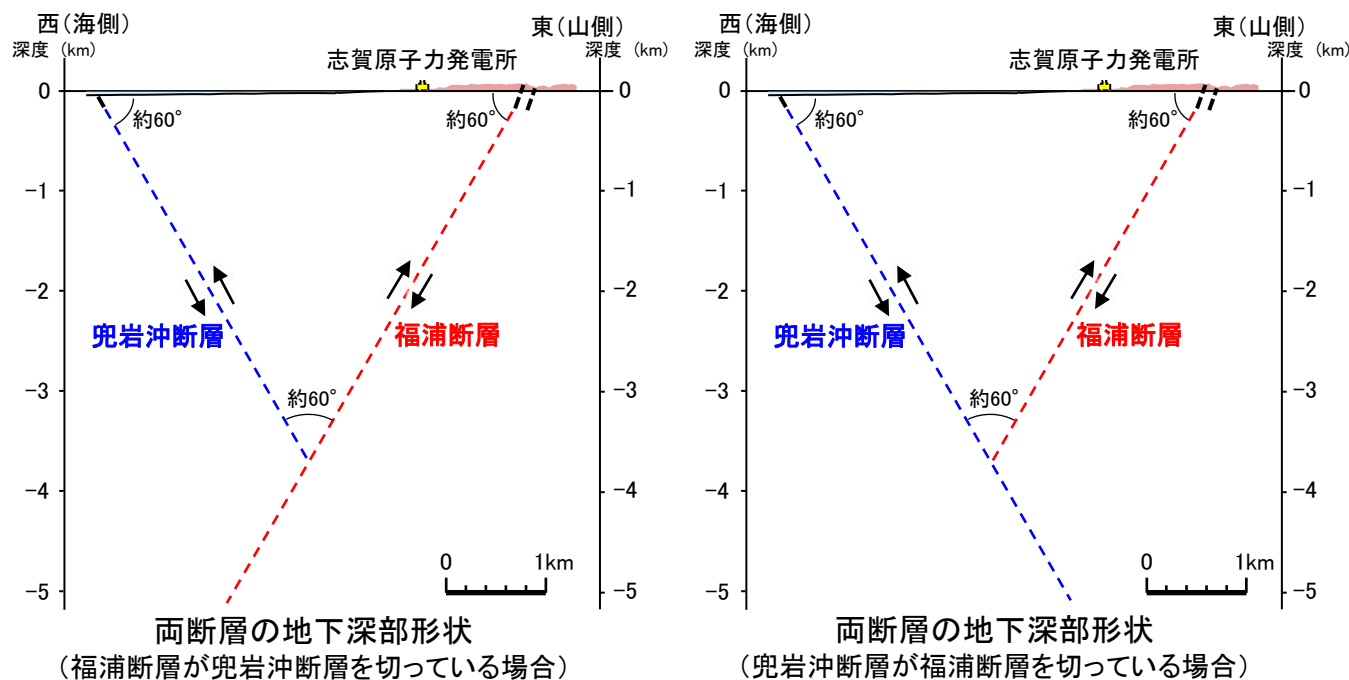 西(海側)
東(山側)
深度 (km)
深度 (km)
志賀原子力発電所
0
0
約60°
約60°
−1
−1
−2
−2
兜岩沖断層
福浦断層
−3
−3
約60°
−4
−4
0
1km
−5
−5
両断層の地下深部形状
(福浦断層が兜岩沖断層を切っている場合)
西(海側)
東(山側)
深度 (km)
深度 (km)
志賀原子力発電所
0
0
約60°
約60°
−1
−1
−2
−2
兜岩沖断層
福浦断層
−3
−3
約60°
−4
−4
0
1km
−5
−5
両断層の地下深部形状
(兜岩沖断層が福浦断層を切っている場合)